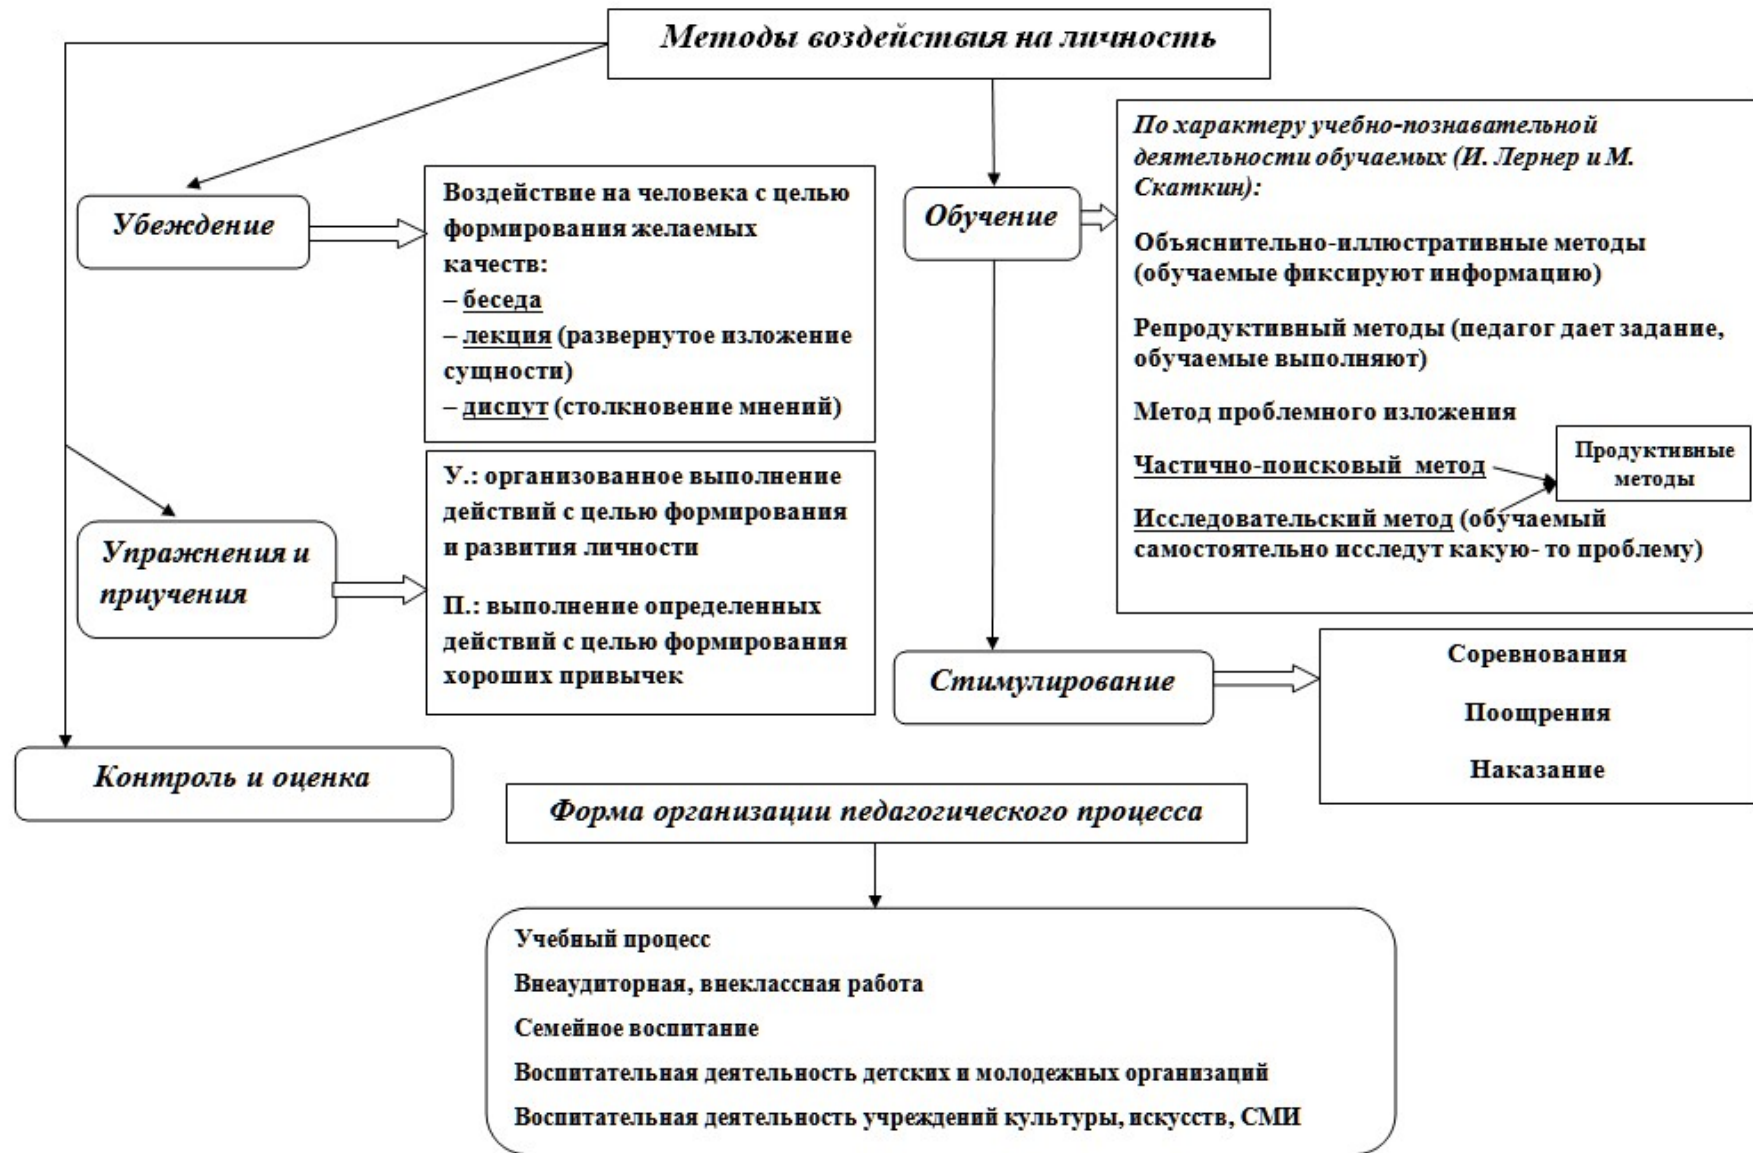 Методы воздействия на личность
Убеждение
Воздействие на человека с целью
формирования желаемых
качеств:
– беседа
– лекция (развернутое изложение
сущности)
– диспут (столкновение мнений)
Обучение
По характеру учебно-познавательной
деятельности обучаемых (И. Лернер и М.
Скаткин):
Объяснительно-иллюстративные методы
(обучаемые фиксируют информацию)
Репродуктивный методы (педагог дает задание,
обучаемые выполняют)
Метод проблемного изложения
Частично-поисковый метод
Продуктивные
методы
Исследовательский метод (обучаемый
самостоятельно исследут какую- то проблему)
Упражнения и
приучения
У.: организованное выполнение
действий с целью формирования
и развития личности
П.: выполнение определенных
действий с целью формирования
хороших привычек
Стимулирование
Соревнования
Поощрения
Наказание
Контроль и оценка
Форма организации педагогического процесса
Учебный процесс
Внеаудиторная, внеклассная работа
Семейное воспитание
Воспитательная деятельность детских и молодежных организаций
Воспитательная деятельность учреждений культуры, искусств, СМИ